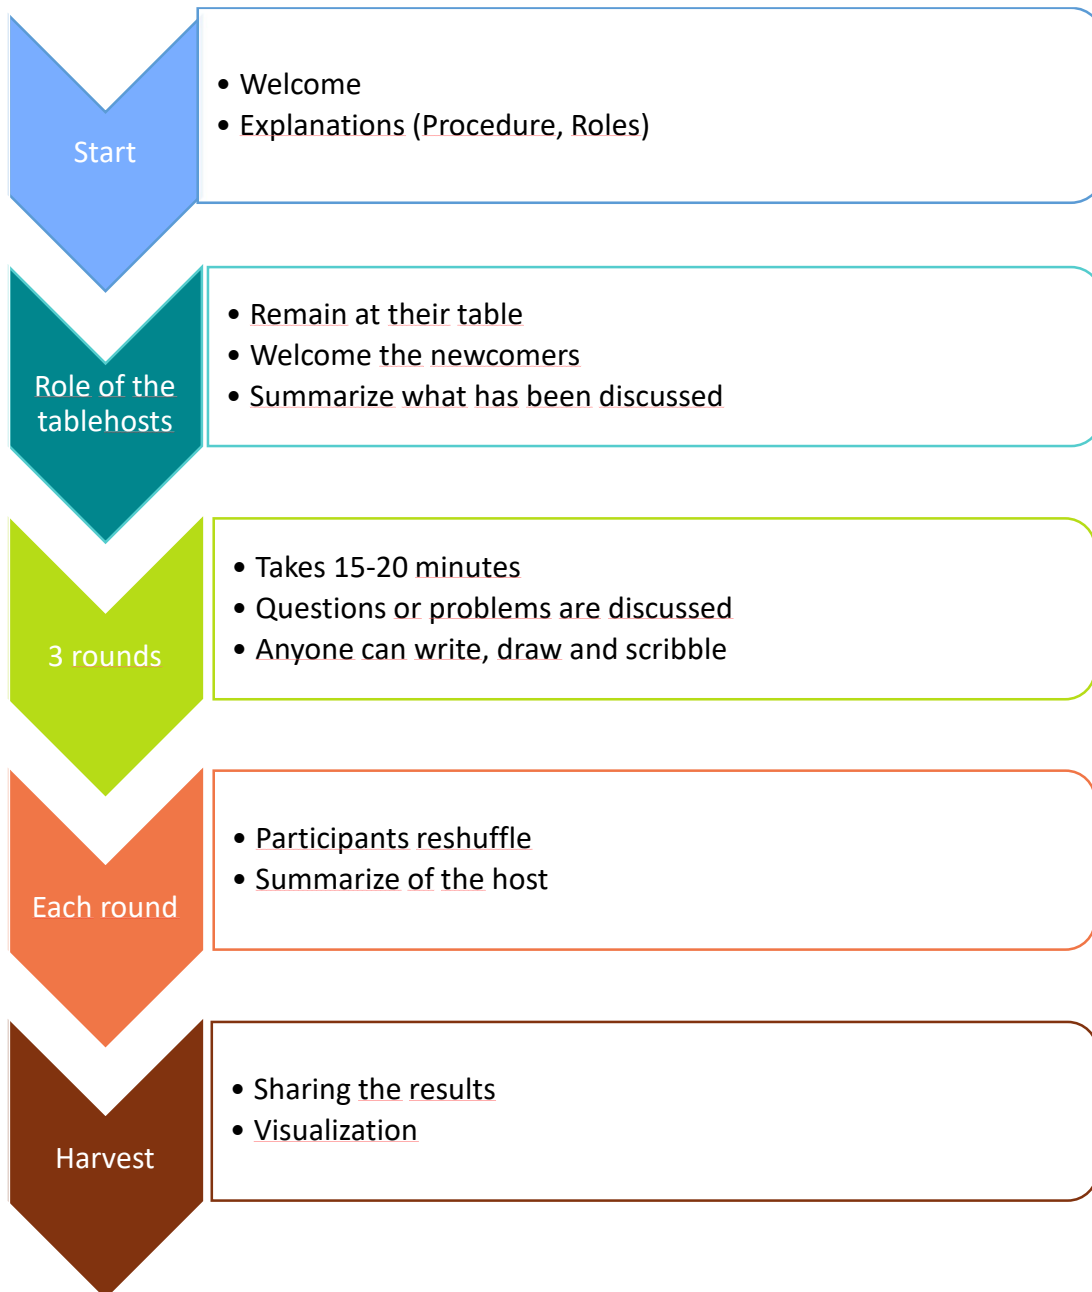 Start
• Welcome
• Explanations (Procedure, Roles)
Role of the
tablehosts
• Remain at their table
• Welcome the newcomers
• Summarize what has been discussed
3 rounds
• Takes 15-20 minutes
• Questions or problems are discussed
• Anyone can write, draw and scribble
Each round
• Participants reshuffle
• Summarize of the host
Harvest
• Sharing the results
• Visualization